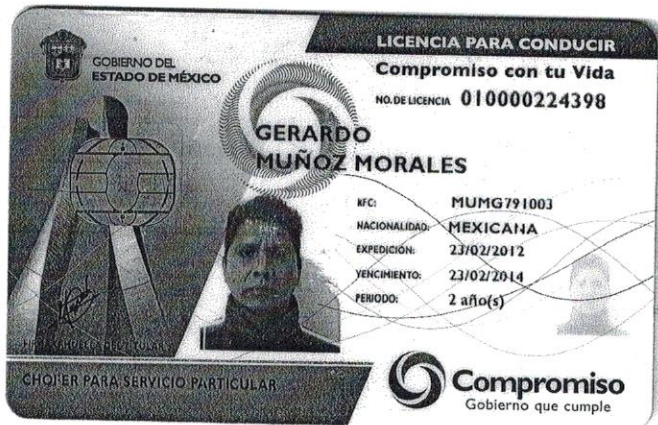 GOBIERNO DEL
ESTADO DE MÉXICO
LICENCIA PARA CONDUCIR
Compromiso con tu Vida
NO. DE LICENCIA 010000224398
GERARDO
MUÑOZ MORALES
RFC: MUMG791003
NACIONALIDAD: MEXICANA
EXPEDICIÓN: 23/02/2012
VENCIMIENTO: 23/02/2014
PERIODO: 2 año(s)
DEL TITULAR
CHOFER PARA SERVICIO PARTICULAR
Compromiso
Gobierno que cumple